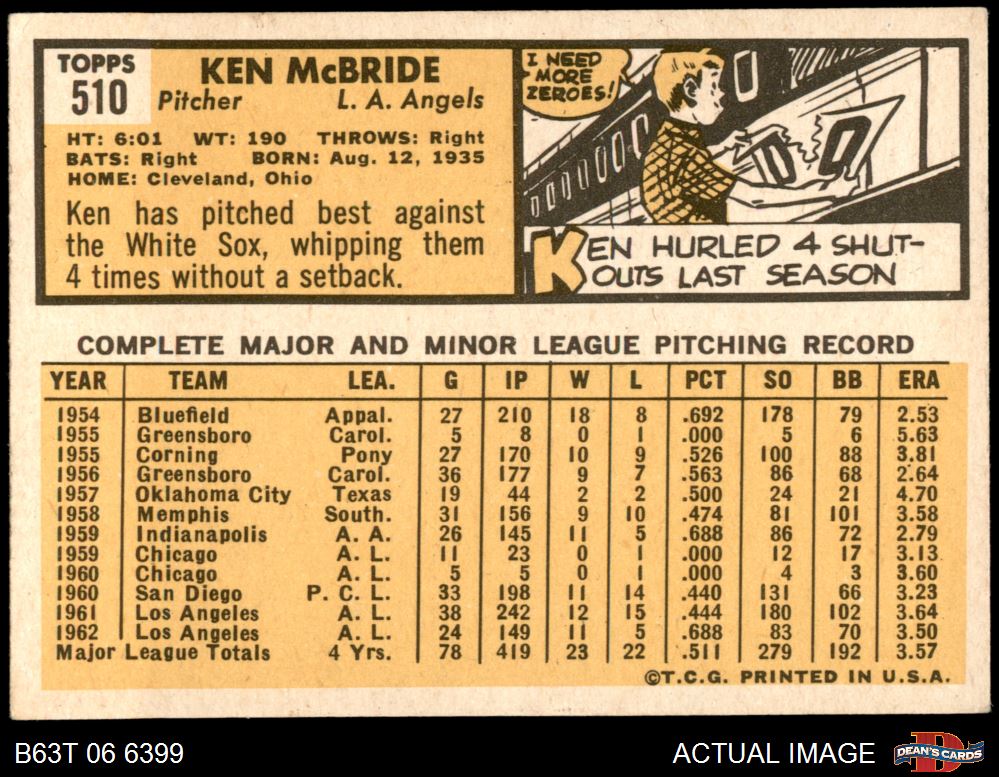 TOPPS
510
KEN McBRIDE
Pitcher L. A. Angels
HT: 6:01 WT: 190 THROWS: Right
BATS: Right BORN: Aug. 12, 1935
HOME: Cleveland, Ohio
Ken has pitched best against
the White Sox, whipping them
4 times without a setback.
I NEED
MORE
ZEROES!
0
KEN HURLED 4 SHUT-
OUTS LAST SEASON
COMPLETE MAJOR AND MINOR LEAGUE PITCHING RECORD
YEAR TEAM LEA. G IP W L PCT SO BB ERA
1954 Bluefield Appal. 27 210 18 8 .692 178 79 2.53
1955 Greensboro Carol. 5 8 0 1 .000 5 6 5.63
1955 Corning Pony 27 170 10 9 .526 100 88 3.81
1956 Greensboro Carol. 36 177 9 7 .563 86 68 2.64
1957 Oklahoma City Texas 19 44 2 2 .500 24 21 4.70
1958 Memphis South. 31 156 9 10 .474 81 101 3.58
1959 Indianapolis A. A. 26 145 11 5 .688 86 72 2.79
1959 Chicago A. L. 11 23 0 1 .000 12 17 3.13
1960 Chicago A. L. 5 5 0 1 .000 4 3 3.60
1960 San Diego P. C. L. 33 198 11 14 .440 131 66 3.23
1961 Los Angeles A. L. 38 242 12 15 .444 180 102 3.64
1962 Los Angeles A. L. 24 149 11 5 .688 83 70 3.50
Major League Totals 4 Yrs. 78 419 23 22 .511 279 192 3.57
©T.C.G. PRINTED IN U.S.A.
B63T 06 6399
ACTUAL IMAGE
D
DEAN'S CARDS